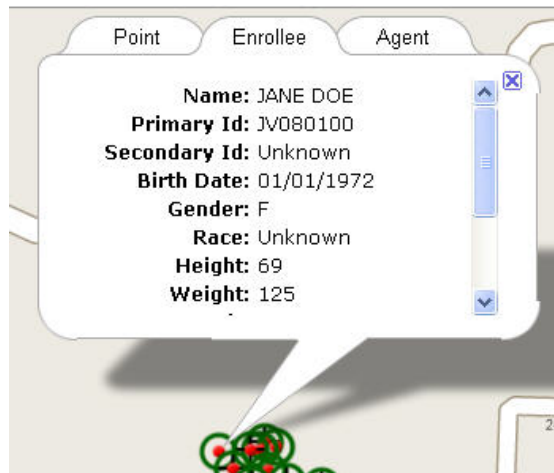 Point Enrollee Agent
Name: JANE DOE
Primary Id: JV080100
Secondary Id: Unknown
Birth Date: 01/01/1972
Gender: F
Race: Unknown
Height: 69
Weight: 125
2